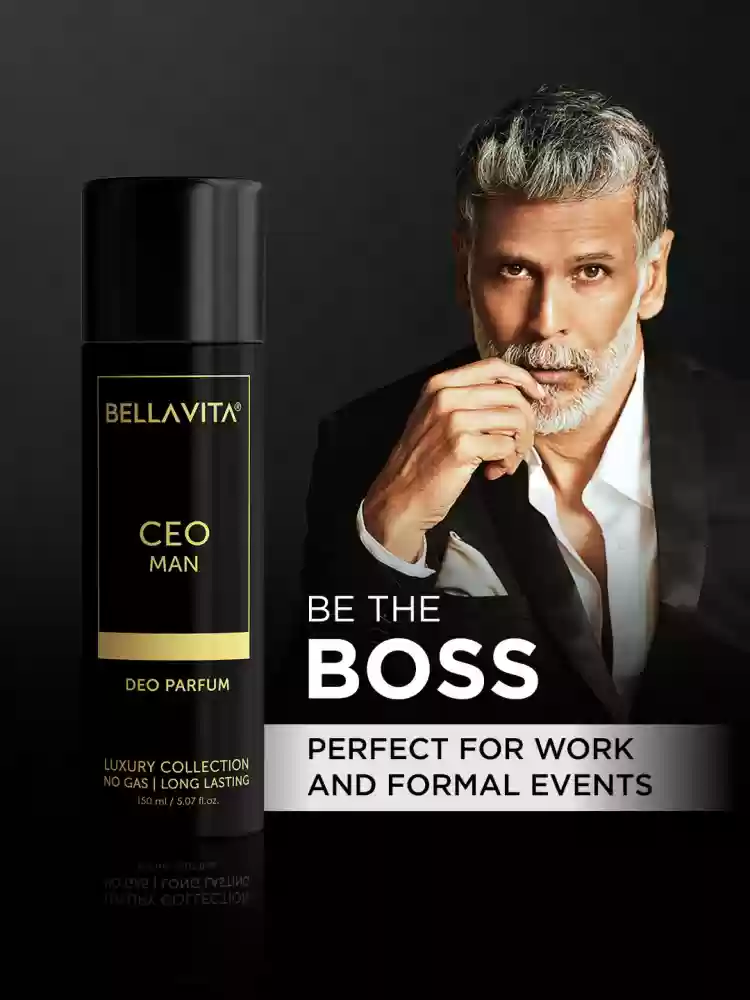 BELLAVITA®
CEO
MAN
DEO PARFUM
LUXURY COLLECTION
NO GAS | LONG LASTING
150 ml / 5.07 fl.oz.
BE THE
BOSS
PERFECT FOR WORK
AND FORMAL EVENTS